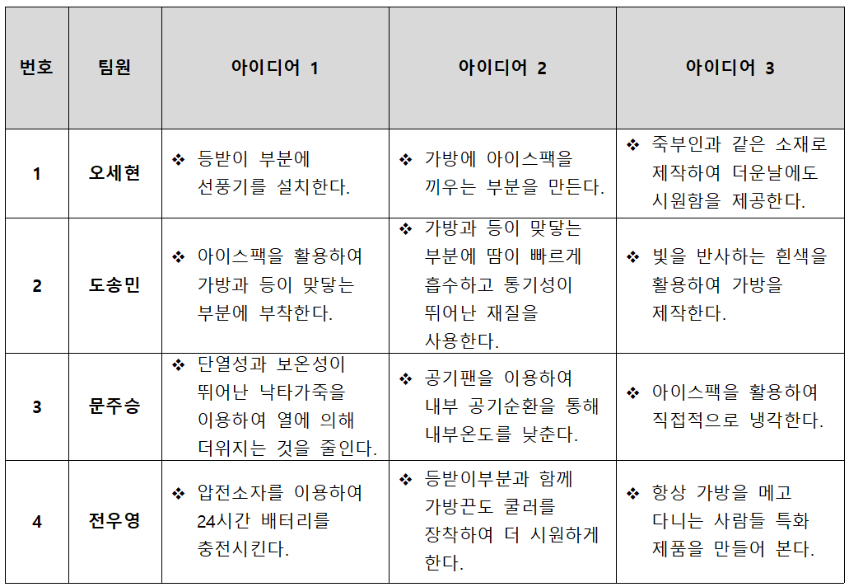 번호 팀원 아이디어 1 아이디어 2 아이디어 3
1 오세현
❖ 등받이 부분에
선풍기를 설치한다.
❖ 가방에 아이스팩을
끼우는 부분을 만든다.
❖ 죽부인과 같은 소재로
제작하여 더운날에도
시원함을 제공한다.
2 도송민
❖ 아이스팩을 활용하여
가방과 등이 맞닿는
부분에 부착한다.
❖ 가방과 등이 맞닿는
부분에 땀이 빠르게
흡수하고 통기성이
뛰어난 재질을
사용한다.
❖ 빛을 반사하는 흰색을
활용하여 가방을
제작한다.
3 문주승
❖ 단열성과 보온성이
뛰어난 낙타가죽을
이용하여 열에 의해
더위지는 것을 줄인다.
❖ 공기팬을 이용하여
내부 공기순환을 통해
내부온도를 낮춘다.
❖ 아이스팩을 활용하여
직접적으로 냉각한다.
4 전우영
❖ 압전소자를 이용하여
24시간 배터리를
충전시킨다.
❖ 등받이부분과 함께
가방끈도 쿨러를
장착하여 더 시원하게
한다.
❖ 항상 가방을 메고
다니는 사람들 특화
제품을 만들어 본다.